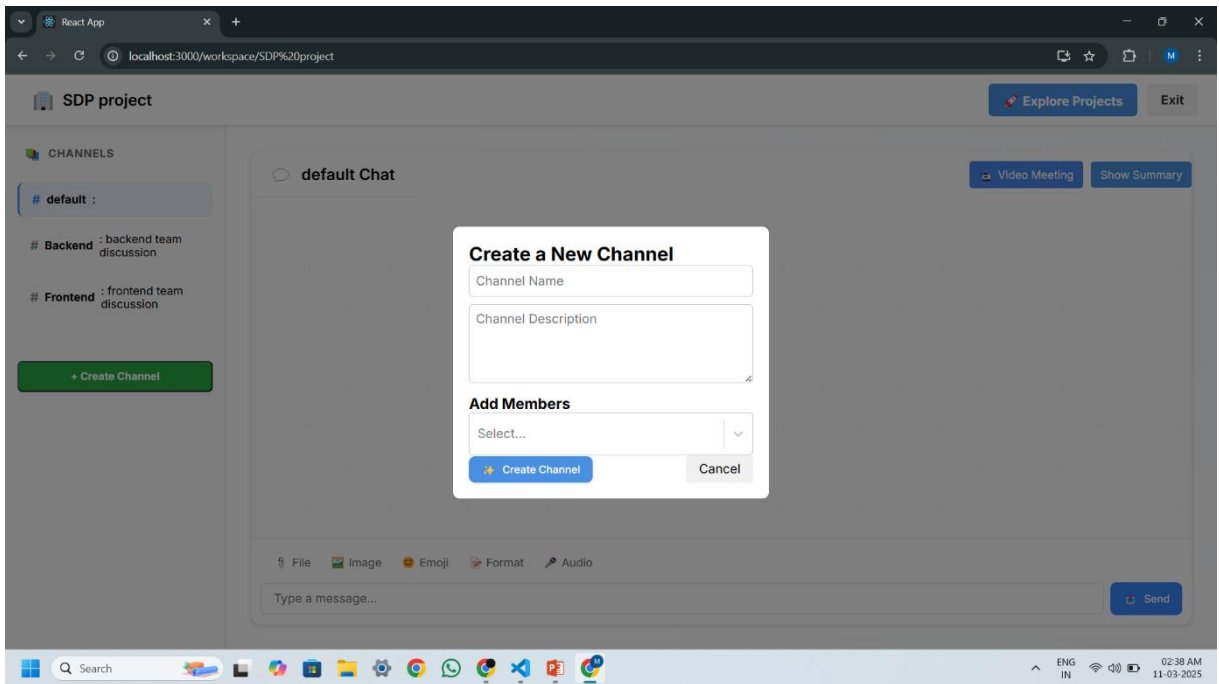 React App
localhost:3000/workspace/SDP%20project
M
SDP project
Explore Projects
Exit
CHANNELS
# default :
# Backend : backend team
discussion
# Frontend : frontend team
discussion
+ Create Channel
default Chat
Video Meeting
Show Summary
Create a New Channel
Channel Name
Channel Description
Add Members
Select...
Create Channel
Cancel
File Image Emoji Format Audio
Type a message...
Send
Search
ENG
IN
02:38 AM
11-03-2025